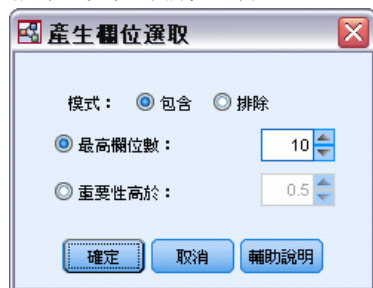 產生欄位選取
模式： 包含 排除
最高欄位數： 10
重要性高於： 0.5
確定 取消 輔助說明